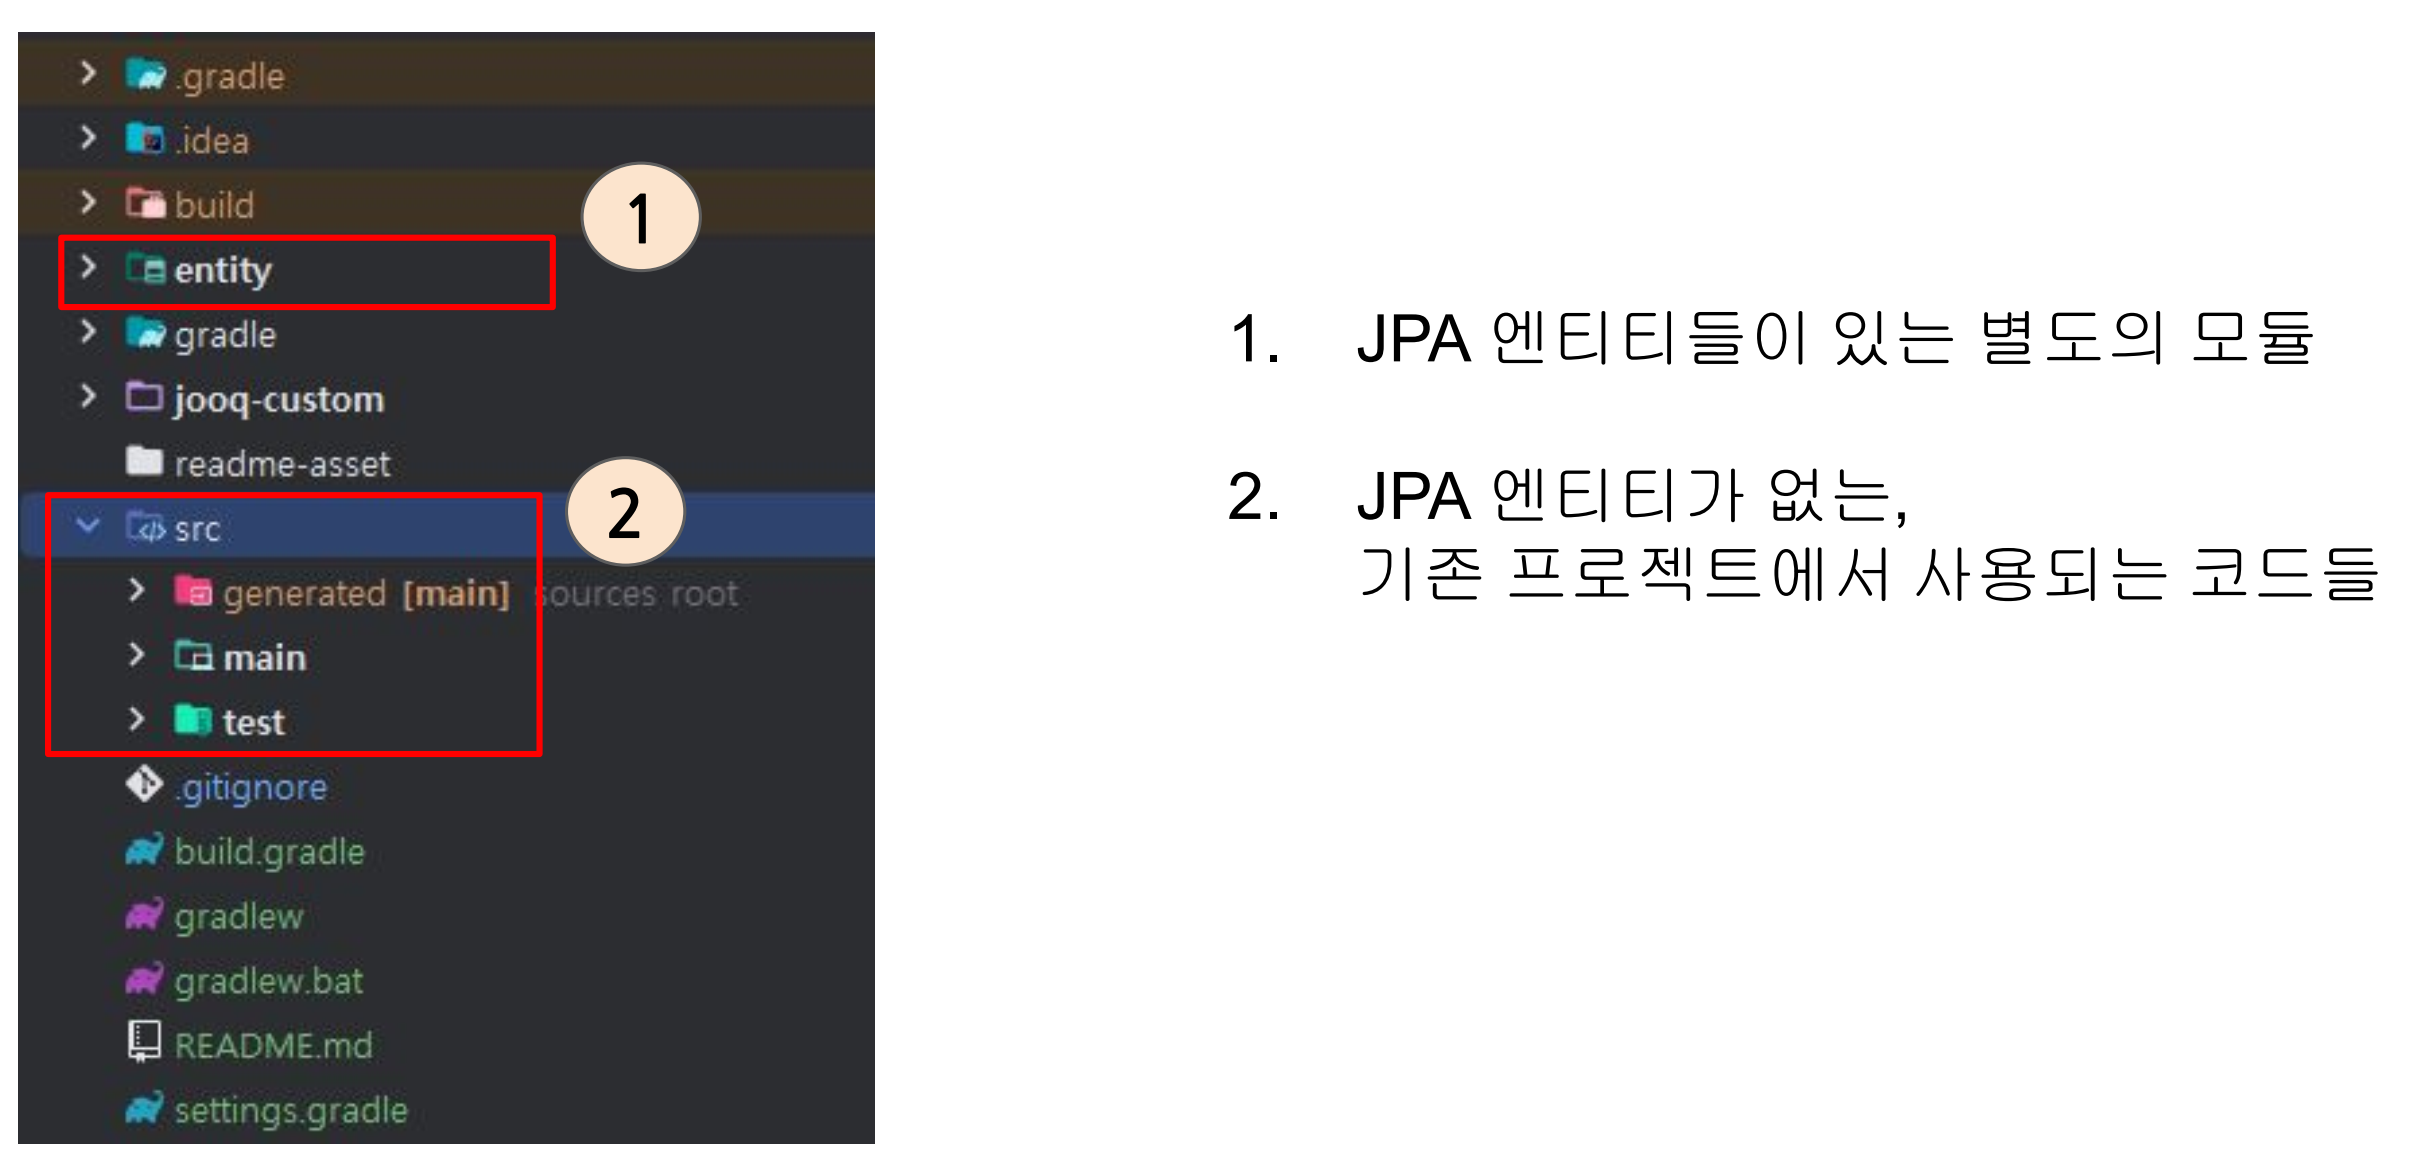 .gradle
.idea
build
1
entity
gradle
jooq-custom
readme-asset
2
src
generated [main] sources root
main
test
.gitignore
build.gradle
gradlew
gradlew.bat
README.md
settings.gradle
1. JPA 엔티티들이 있는 별도의 모듈
2. JPA 엔티티가 없는,
기존 프로젝트에서 사용되는 코드들